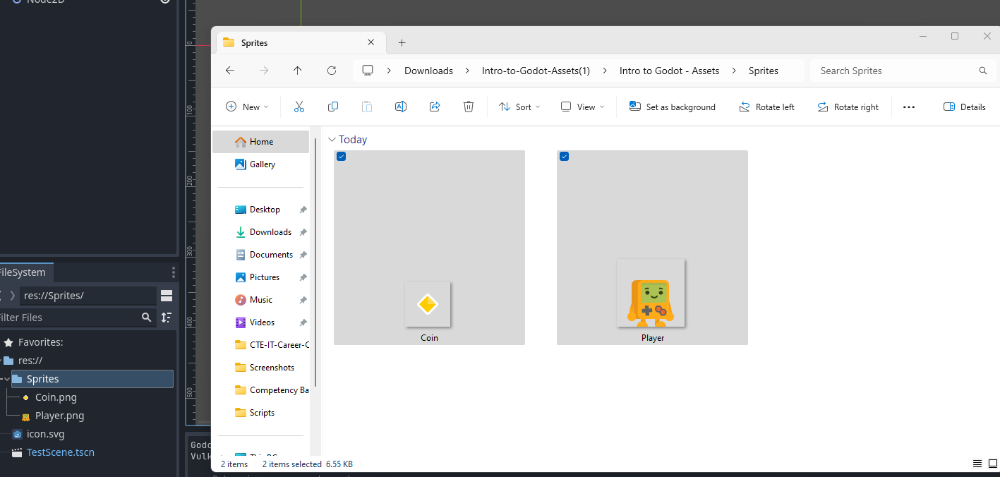 Node2D
Sprites
Downloads > Intro-to-Godot-Assets(1) > Intro to Godot - Assets > Sprites
Search Sprites
New
Sort
View
Set as background
Rotate left
Rotate right
Details
Home
Gallery
Desktop
Downloads
Documents
Pictures
Music
Videos
CTE-IT-Career-C
Screenshots
Competency Ba
Scripts
Today
Coin
Player
2 items
2 items selected 6.55 KB
0
100
200
300
400
500
FileSystem
res://Sprites/
Filter Files
Favorites:
res://
Sprites
Coin.png
Player.png
icon.svg
TestScene.tscn
Godo
Vulk